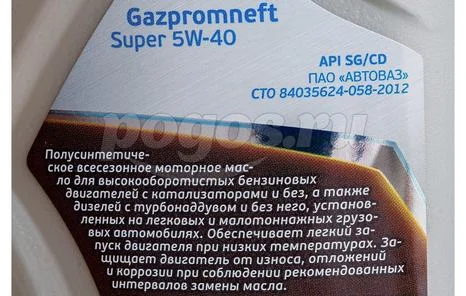 Gazpromneft
Super 5W-40
API SG/CD
ПАО «АВТОВАЗ»
СТО 84035624-058-2012
pogos.ru
Полусинтетиче-
ское всесезонное моторное мас-
ло для высокооборотистых бензиновых
двигателей с катализаторами и без, а также
дизелей с турбонаддувом и без него, установ-
ленных на легковых и малотоннажных грузо-
вых автомобилях. Обеспечивает легкий за-
пуск двигателя при низких температурах. За-
щищает двигатель от износа, отложений
и коррозии при соблюдении рекомендованных
интервалов замены масла.